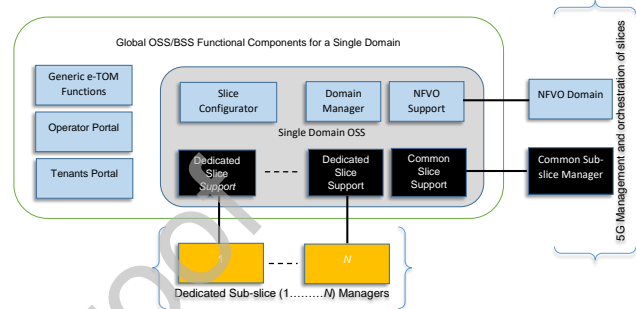 Global OSS/BSS Functional Components for a Single Domain
Generic e-TOM
Functions
Operator Portal
Tenants Portal
Slice
Configurator
Domain
Manager
NFVO
Support
Single Domain OSS
Dedicated
Slice
Support
Dedicated
Slice
Support
Common
Slice
Support
NFVO Domain
Common Sub-
slice Manager
5G Management and orchestration of slices
1
N
Dedicated Sub-slice (1.........N) Managers
proof